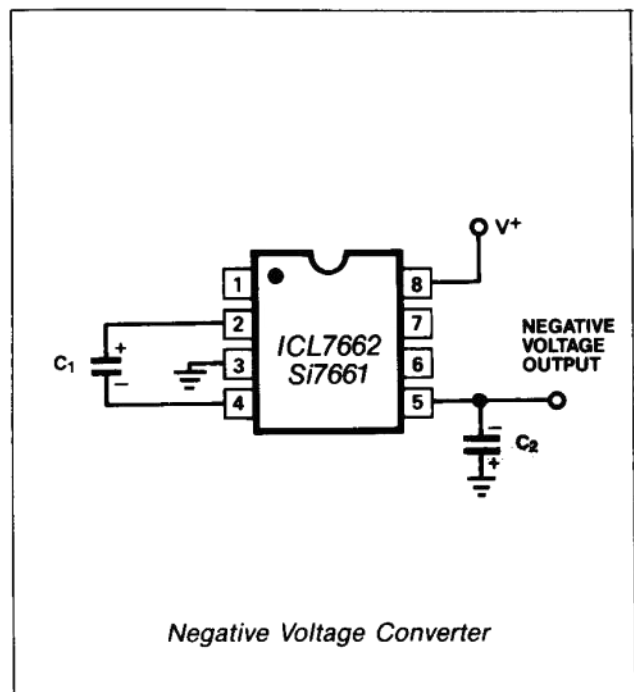 V+
1
8
2
7
NEGATIVE
VOLTAGE
OUTPUT
+
C1
−
ICL7662
Si7661
3
6
4
5
−
C2
+
Negative Voltage Converter